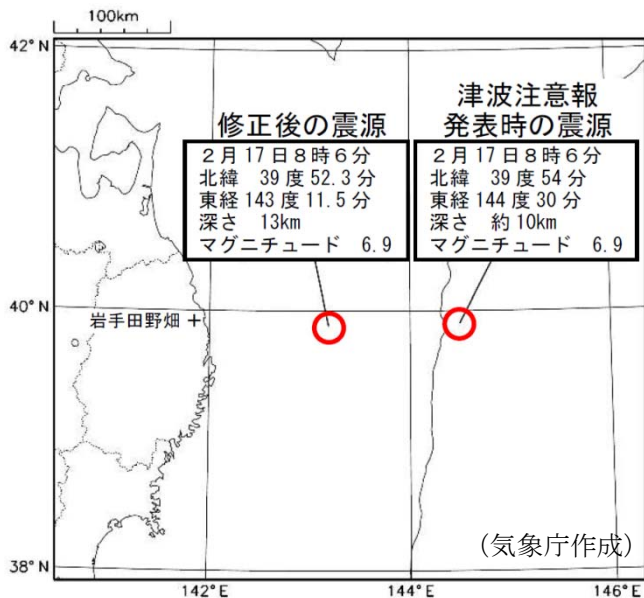 100km
42°N
津波注意報
修正後の震源
発表時の震源
2月17日8時6分
北緯 39度52.3分
東経 143度11.5分
深さ 13km
マグニチュード 6.9
2月17日8時6分
北緯 39度54分
東経 144度30分
深さ 約10km
マグニチュード 6.9
40°N
岩手田野畑
(気象庁作成)
38°N
142°E
144°E
146°E